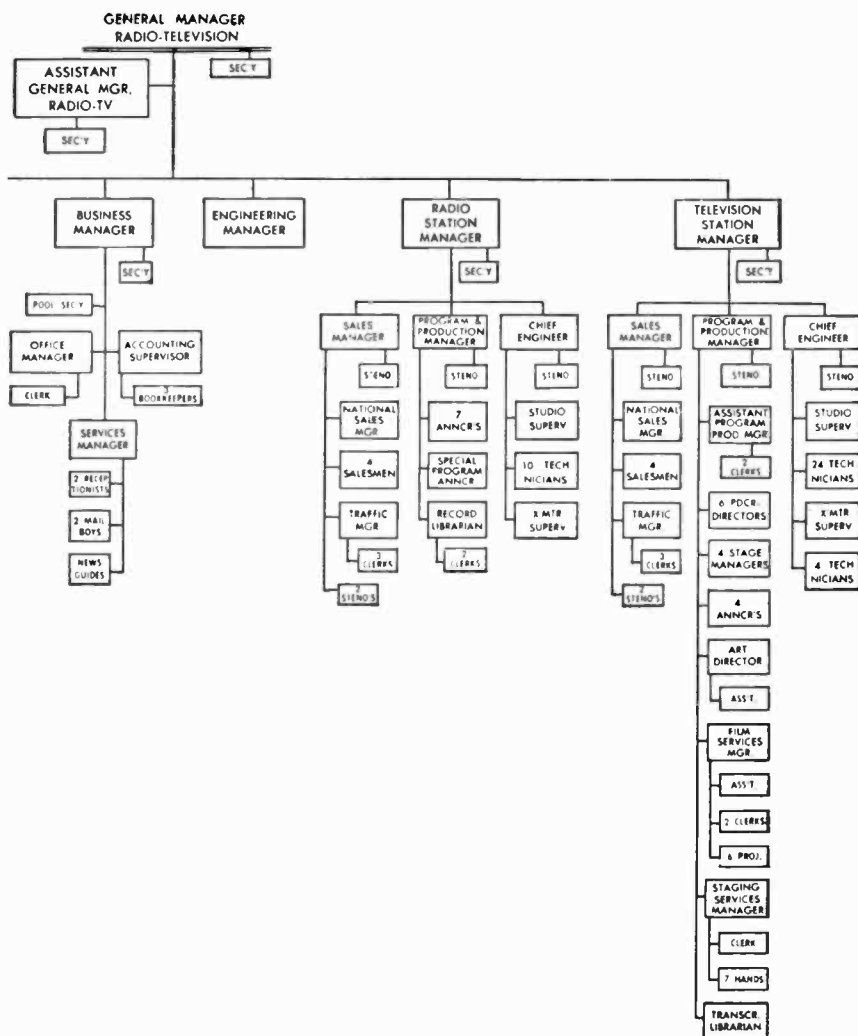 GENERAL MANAGER
RADIO-TELEVISION
SEC'Y
ASSISTANT
GENERAL MGR.
RADIO-TV
SEC'Y
BUSINESS
MANAGER
SEC'Y
POOL SEC'Y
OFFICE
MANAGER
CLERK
ACCOUNTING
SUPERVISOR
3
BOOKKEEPERS
SERVICES
MANAGER
2 RECEP
TIONISTS
2 MAIL
BOYS
NEWS
GUIDES
ENGINEERING
MANAGER
RADIO
STATION
MANAGER
SEC'Y
SALES
MANAGER
STENO
NATIONAL
SALES
MGR
4
SALESMEN
TRAFFIC
MGR
3
CLERKS
2
STENO'S
PROGRAM &
PRODUCTION
MANAGER
STENO
7
ANNCR'S
SPECIAL
PROGRAM
ANNCR
RECORD
LIBRARIAN
2
CLERKS
CHIEF
ENGINEER
STENO
STUDIO
SUPERV
10 TECH
NICIANS
X MTR
SUPERV
TELEVISION
STATION
MANAGER
SEC'Y
SALES
MANAGER
STENO
NATIONAL
SALES
MGR
4
SALESMEN
TRAFFIC
MGR.
3
CLERKS
2
STENO'S
PROGRAM &
PRODUCTION
MANAGER
STENO
ASSISTANT
PROGRAM
PROD MGR.
2
CLERKS
6 PDCR.
DIRECTORS
4 STAGE
MANAGERS
4
ANNCR'S
ART
DIRECTOR
ASS'T.
FILM
SERVICES
MGR.
ASS'T.
2 CLERKS
6 PROJ.
STAGING
SERVICES
MANAGER
CLERK
7 HANDS
TRANSCR.
LIBRARIAN
CHIEF
ENGINEER
STENO
STUDIO
SUPERV
24 TECH
NICIANS
X'MTR
SUPERV
4 TECH
NICIANS